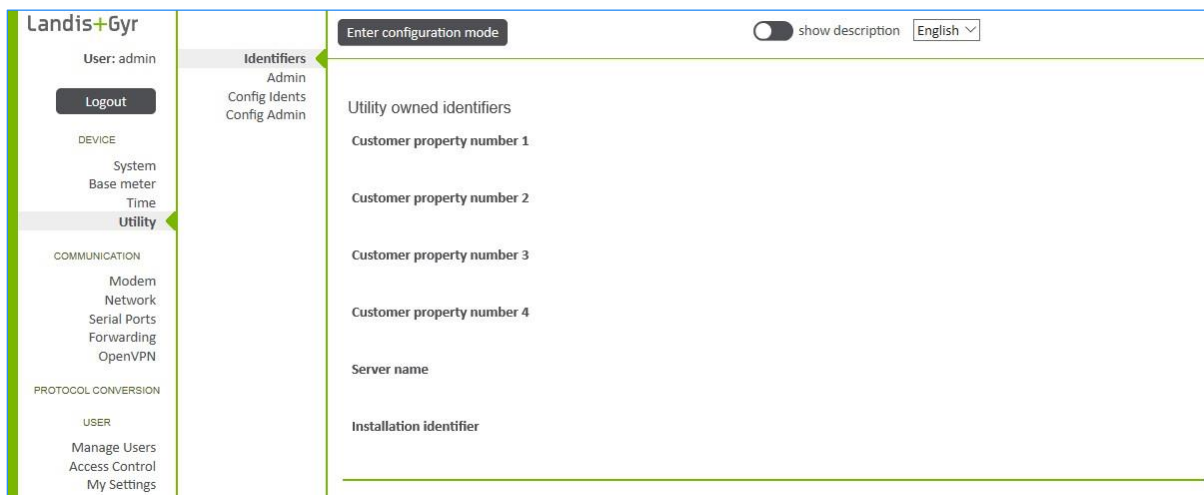 Landis+Gyr
User: admin
Logout
DEVICE
System
Base meter
Time
Utility
COMMUNICATION
Modem
Network
Serial Ports
Forwarding
OpenVPN
PROTOCOL CONVERSION
USER
Manage Users
Access Control
My Settings
Identifiers
Admin
Config Idents
Config Admin
Enter configuration mode
show description
English
Utility owned identifiers
Customer property number 1
Customer property number 2
Customer property number 3
Customer property number 4
Server name
Installation identifier